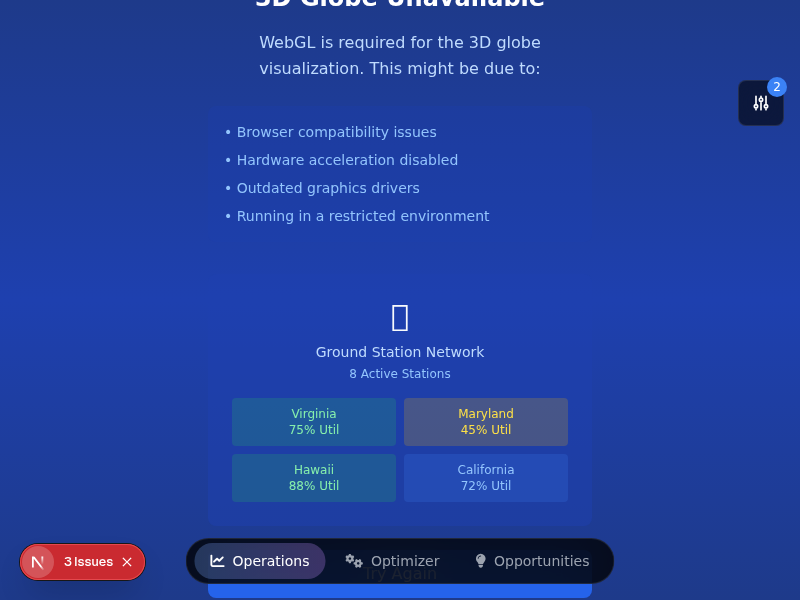 3D Globe Unavailable
WebGL is required for the 3D globe
visualization. This might be due to:
2
• Browser compatibility issues
• Hardware acceleration disabled
• Outdated graphics drivers
• Running in a restricted environment
Ground Station Network
8 Active Stations
Virginia
75% Util
Maryland
45% Util
Hawaii
88% Util
California
72% Util
N
3 Issues
Operations
Optimizer
Opportunities
Try Again